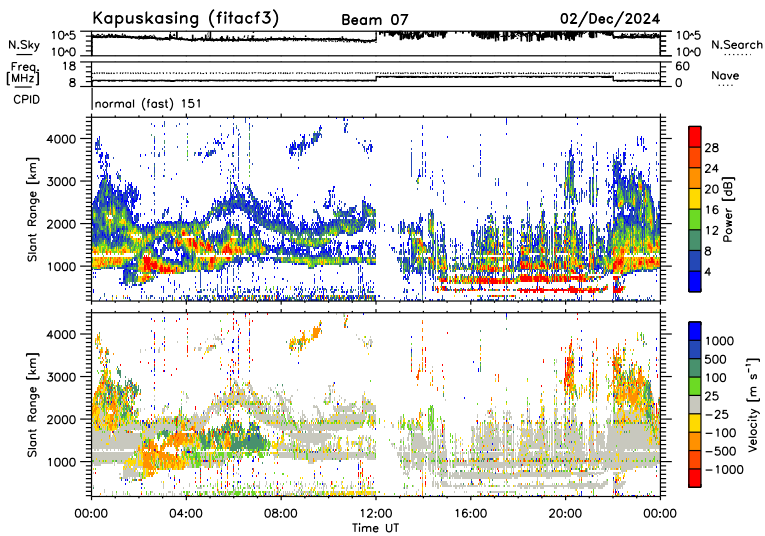 Kapuskasing (fitacf3) Beam 07 02/Dec/2024
N.Sky 10^5 10^0 10^5 10^0 N.Search
Freq. [MHz] 18 8 60 0 Nave
CPID normal (fast) 151
Slant Range [km] 4000 3000 2000 1000
Power [dB] 28 24 20 16 12 8 4
Slant Range [km] 4000 3000 2000 1000
Velocity [m s⁻¹] 1000 500 100 25 −25 −100 −500 −1000
00:00 04:00 08:00 12:00 16:00 20:00 00:00
Time UT